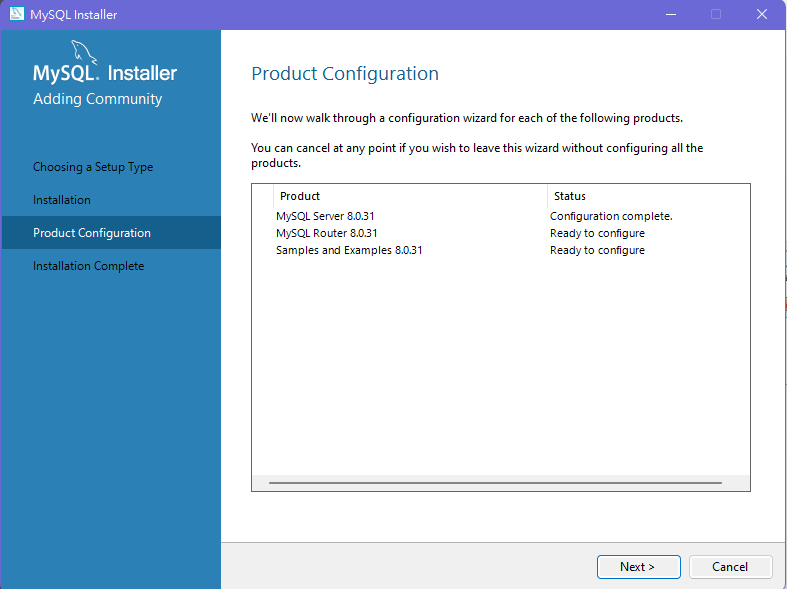 MySQL Installer
MySQL. Installer
Adding Community
Choosing a Setup Type
Installation
Product Configuration
Installation Complete
Product Configuration
We'll now walk through a configuration wizard for each of the following products.
You can cancel at any point if you wish to leave this wizard without configuring all the
products.
Product Status
MySQL Server 8.0.31 Configuration complete.
MySQL Router 8.0.31 Ready to configure
Samples and Examples 8.0.31 Ready to configure
Next > Cancel